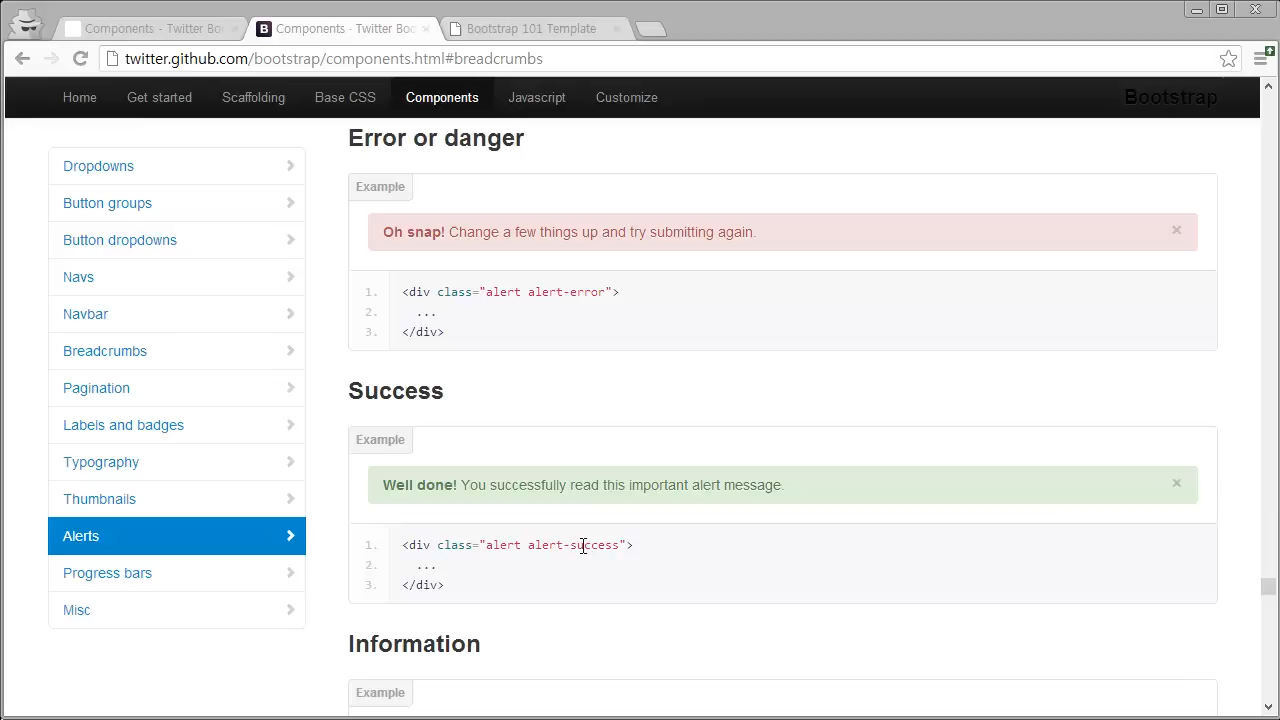 Components - Twitter Bo
Components - Twitter Boo
Bootstrap 101 Template
twitter.github.com/bootstrap/components.html#breadcrumbs
Home Get started Scaffolding Base CSS Components Javascript Customize Bootstrap
Dropdowns
Button groups
Button dropdowns
Navs
Navbar
Breadcrumbs
Pagination
Labels and badges
Typography
Thumbnails
Alerts
Progress bars
Misc
Error or danger
Example
Oh snap! Change a few things up and try submitting again. ×
1. <div class="alert alert-error">
2. ...
3. </div>
Success
Example
Well done! You successfully read this important alert message. ×
1. <div class="alert alert-success">
2. ...
3. </div>
Information
Example